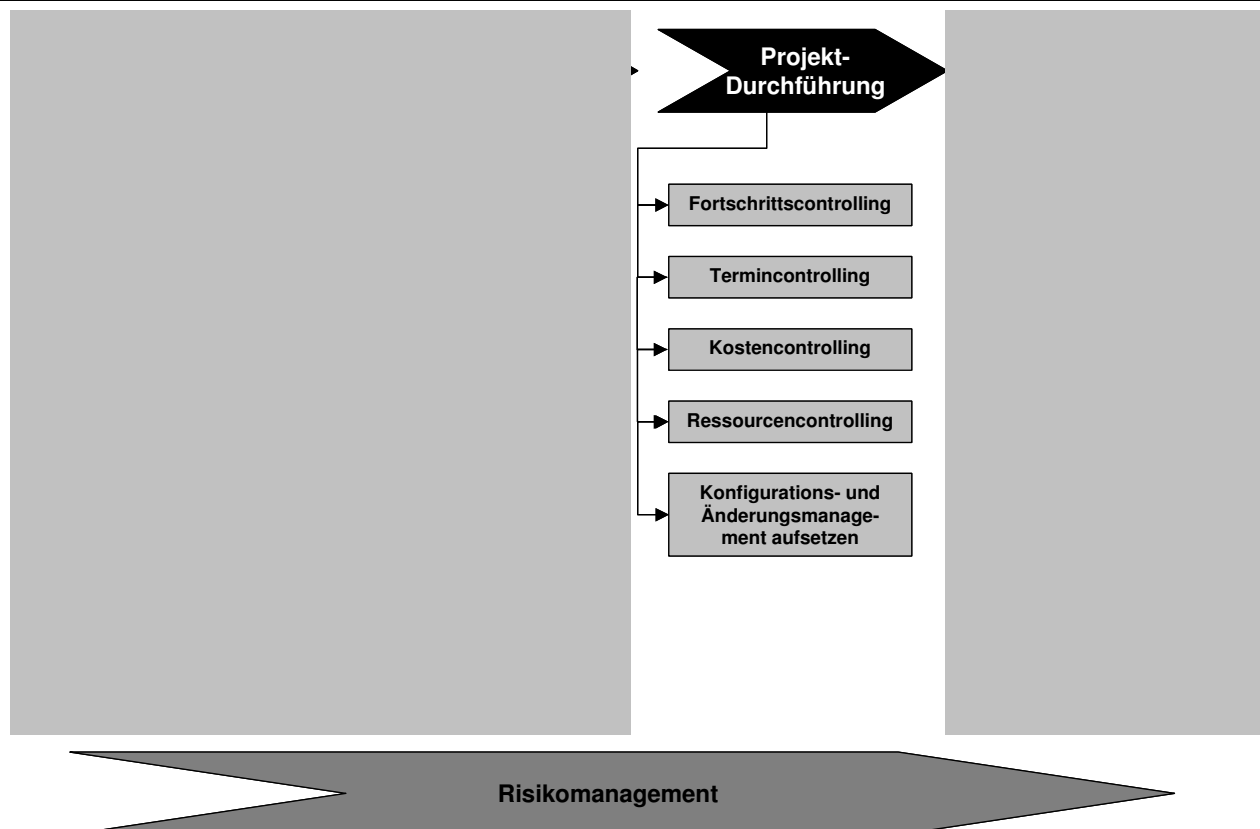 Projekt-
Durchführung
Fortschrittscontrolling
Termincontrolling
Kostencontrolling
Ressourcencontrolling
Konfigurations- und
Änderungsmanage-
ment aufsetzen
Risikomanagement